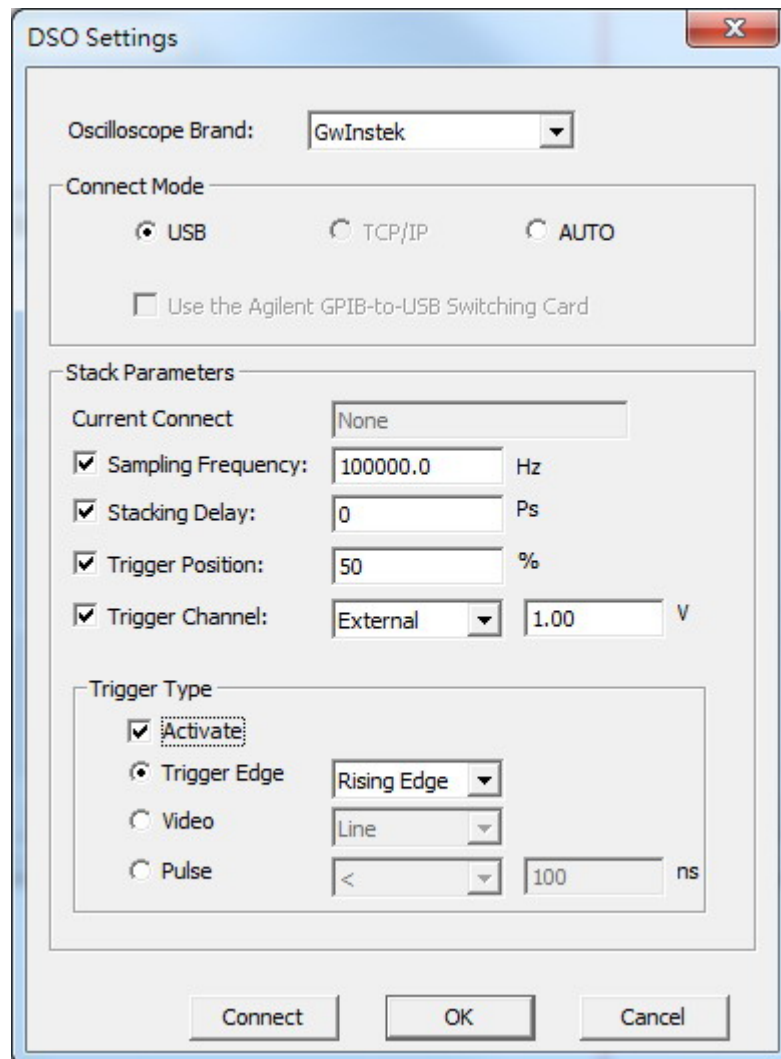 DSO Settings
Oscilloscope Brand: GwInstek
Connect Mode
USB TCP/IP AUTO
Use the Agilent GPIB-to-USB Switching Card
Stack Parameters
Current Connect None
Sampling Frequency: 100000.0 Hz
Stacking Delay: 0 Ps
Trigger Position: 50 %
Trigger Channel: External 1.00 V
Trigger Type
Activate
Trigger Edge Rising Edge
Video Line
Pulse < 100 ns
Connect OK Cancel